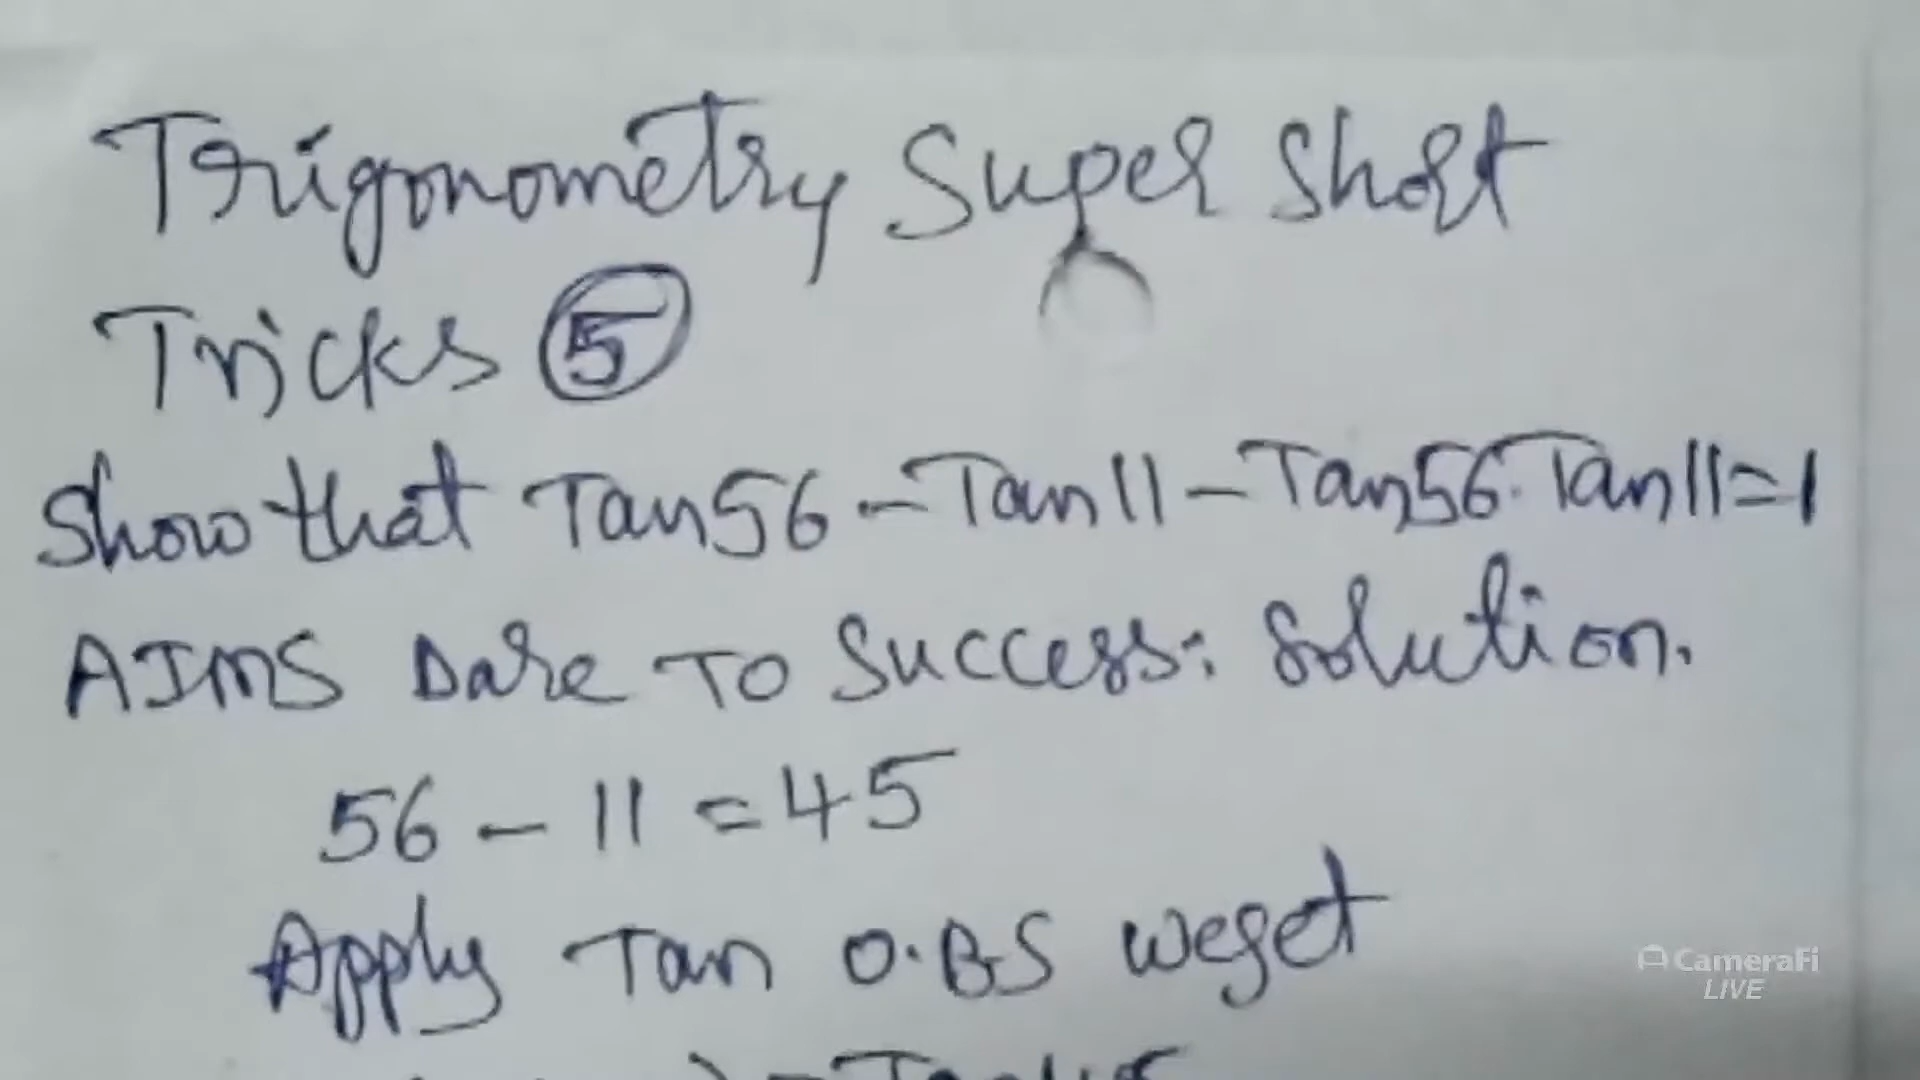 Trigonometry Super Short
Tricks 5
Show that Tan56 - Tan11 - Tan56.Tan11=1
AIMS Dare To Success: Solution.
56 - 11 = 45
Apply Tan O.B.S weget
= Tan45
CameraFi
LIVE